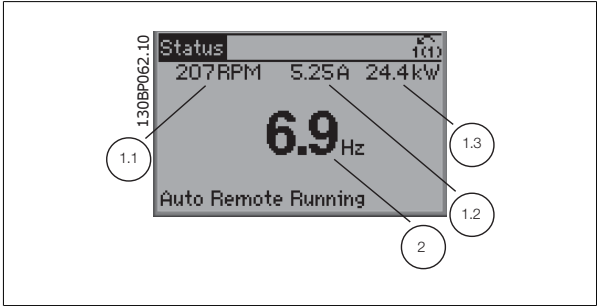 130BP062.10
Status 1(1)
207RPM 5.25A 24.4kW
6.9Hz
Auto Remote Running
1.1
1.3
1.2
2